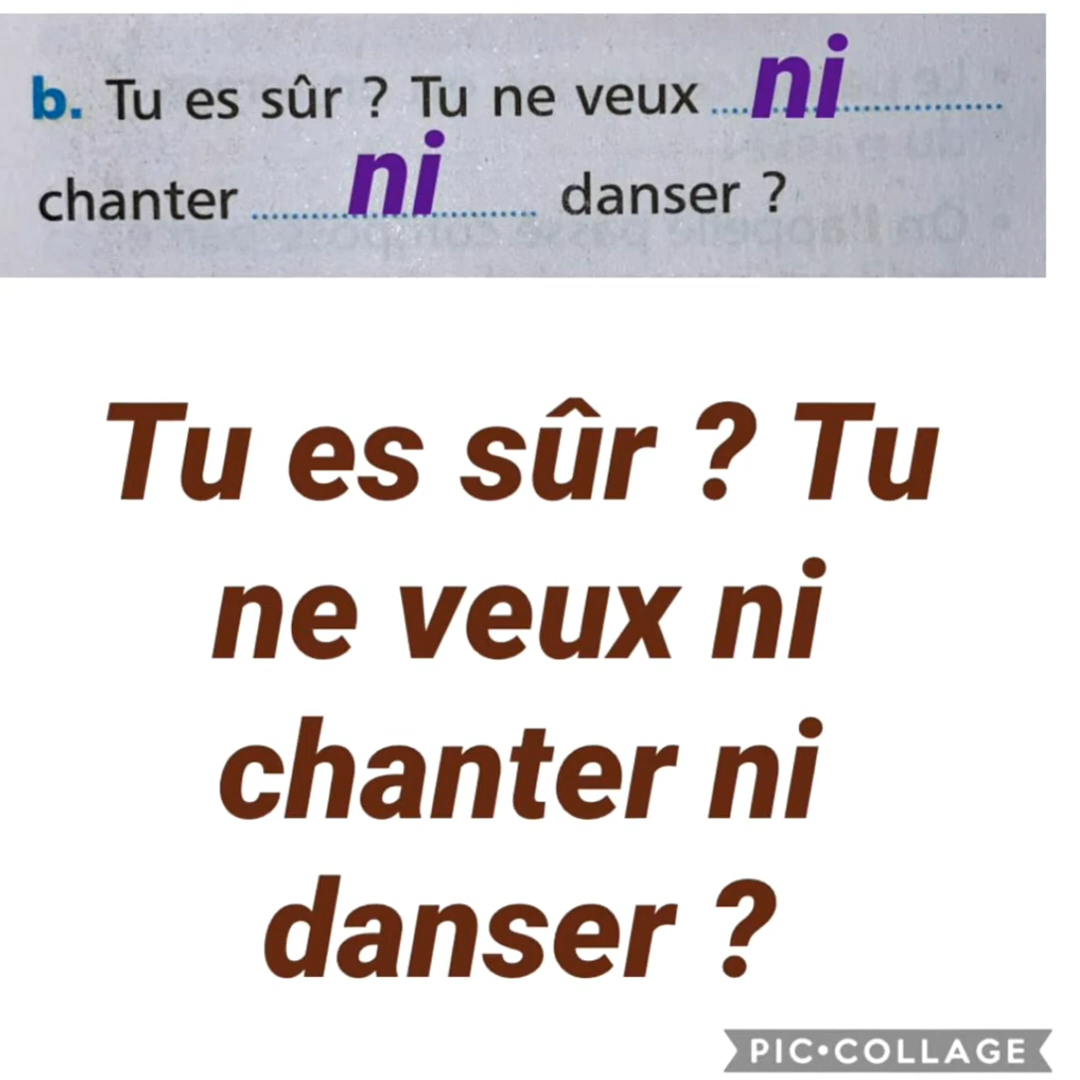 b. Tu es sûr ? Tu ne veux ....ni..............
chanter ..........ni.......... danser ?
Tu es sûr ? Tu
ne veux ni
chanter ni
danser ?
PIC•COLLAGE